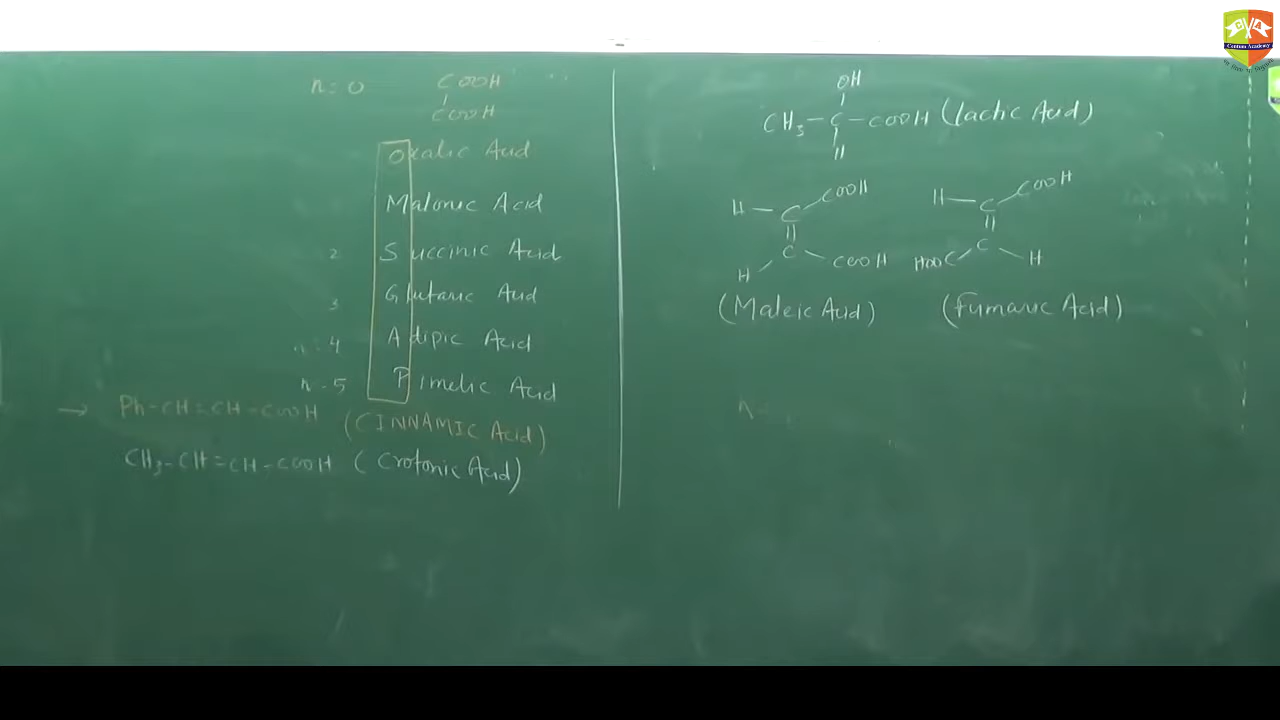 n = 0
COOH
COOH
Oxalic Acid
Malonic Acid
2 Succinic Acid
3 Glutaric Acid
n = 4 Adipic Acid
n - 5 Pimelic Acid
→ Ph-CH=CH-COOH (CINNAMIC Acid)
CH₃-CH=CH-COOH (Crotonic Acid)
OH
CH₃-C-COOH (lactic Acid)
H
H-C-COOH
H-C-COOH
(Maleic Acid)
H-C-COOH
HOOC-C-H
(fumaric Acid)
Centum Academy